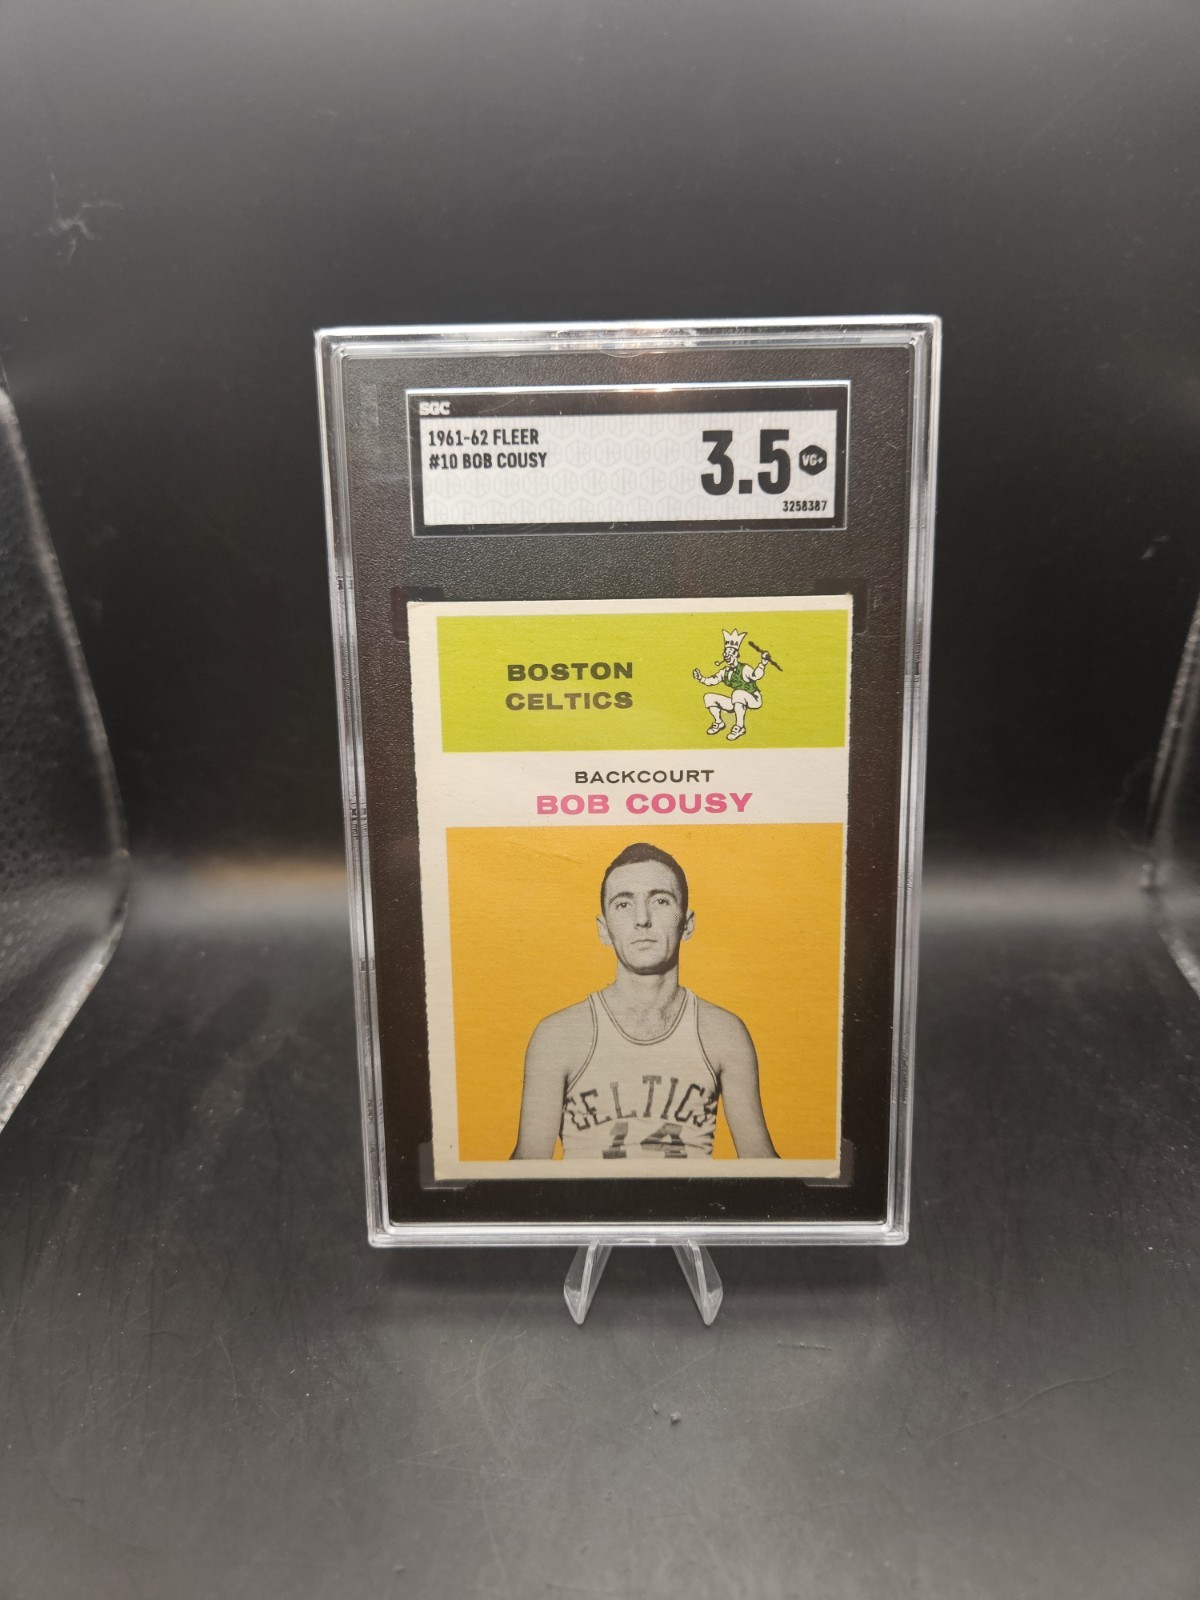 SGC
1961-62 FLEER
#10 BOB COUSY
3.5
VG+
3258387
BOSTON
CELTICS
BACKCOURT
BOB COUSY
CELTICS
14